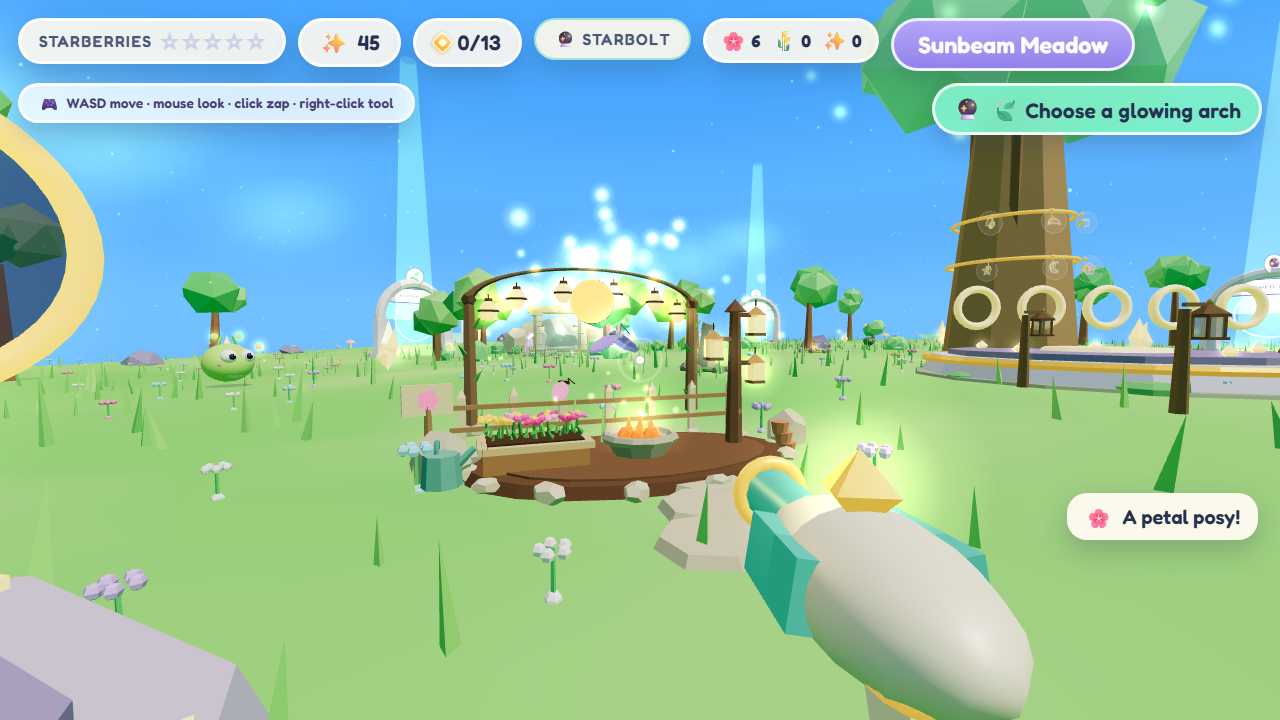 STARBERRIES
45
0/13
STARBOLT
6 0 0
Sunbeam Meadow
WASD move · mouse look · click zap · right-click tool
Choose a glowing arch
A petal posy!